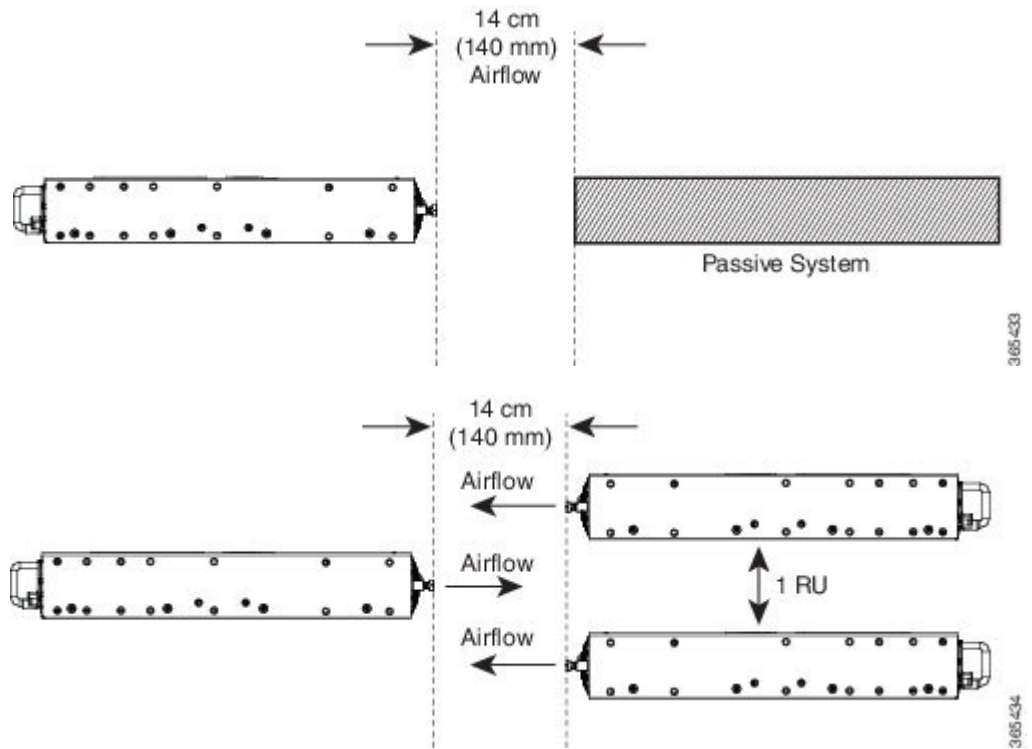 14 cm
(140 mm)
Airflow
Passive System
365433
14 cm
(140 mm)
Airflow
Airflow
1 RU
Airflow
365434